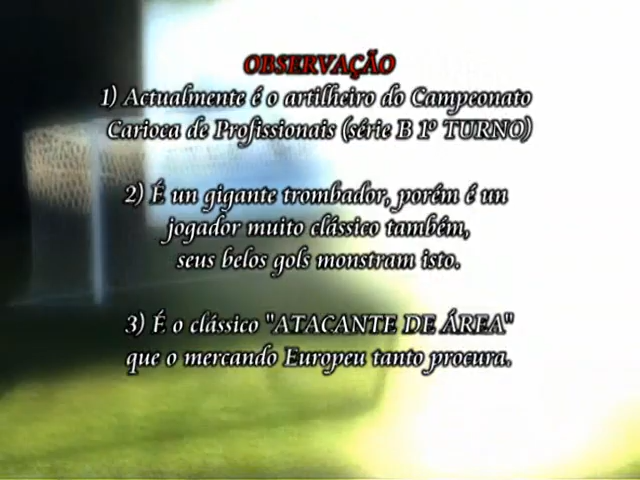 OBSERVAÇÃO
1) Actualmente é o artilheiro do Campeonato
Carioca de Profissionais (série B 1º TURNO)
2) É un gigante trombador, porém é un
jogador muito clássico também,
seus belos gols monstram isto.
3) É o clássico "ATACANTE DE ÁREA"
que o mercando Europeu tanto procura.